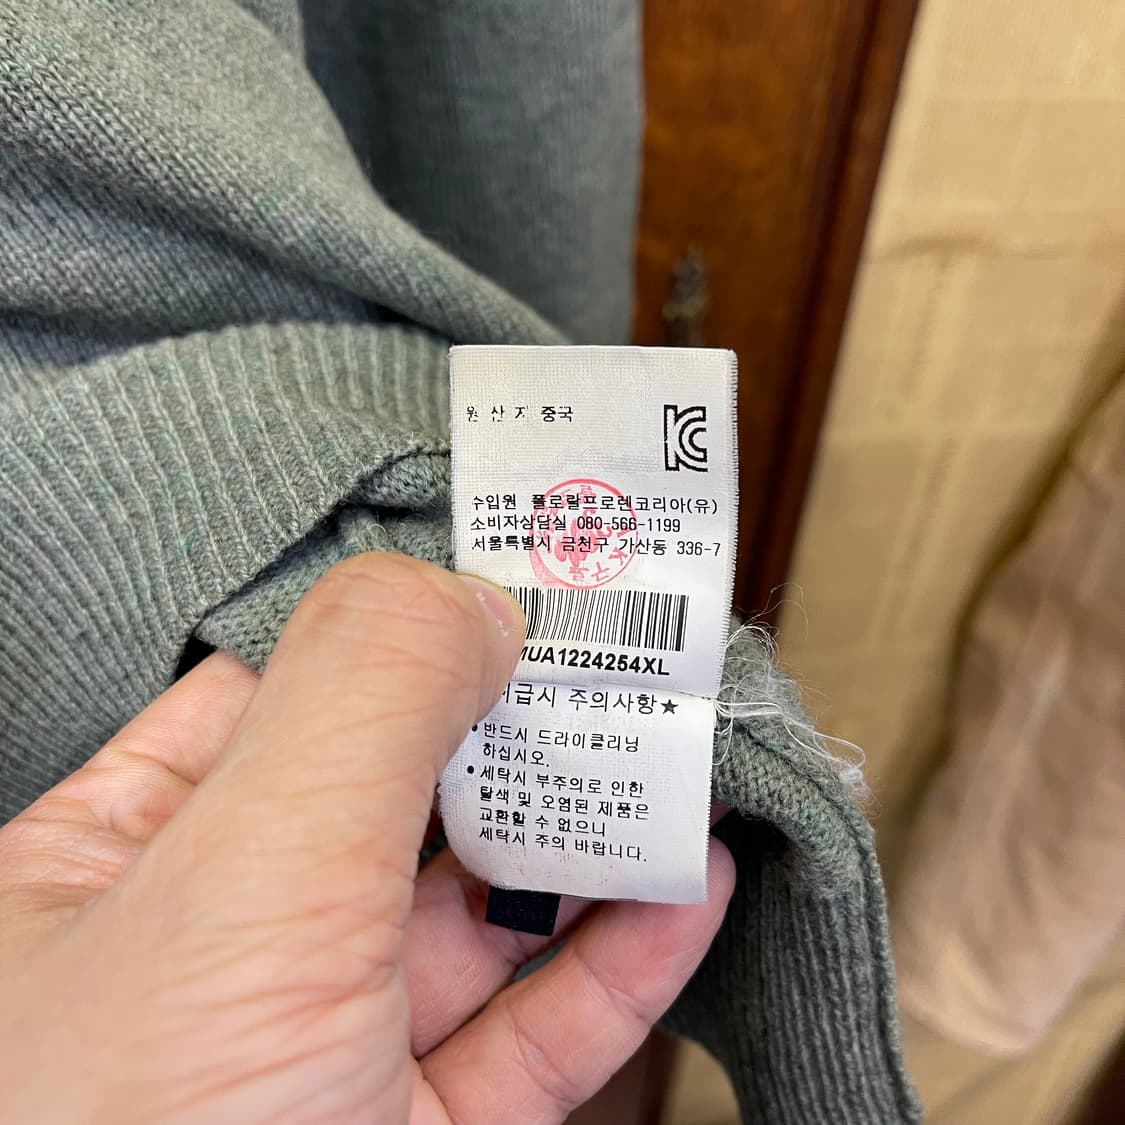 원 산 지 중국
KC
수입원 폴로랄프로렌코리아(유)
소비자상담실 080-566-1199
서울특별시 금천구 가산동 336-7
MUA1224254XL
취급시 주의사항★
• 반드시 드라이클리닝
하십시오.
• 세탁시 부주의로 인한
탈색 및 오염된 제품은
교환할 수 없으니
세탁시 주의 바랍니다.